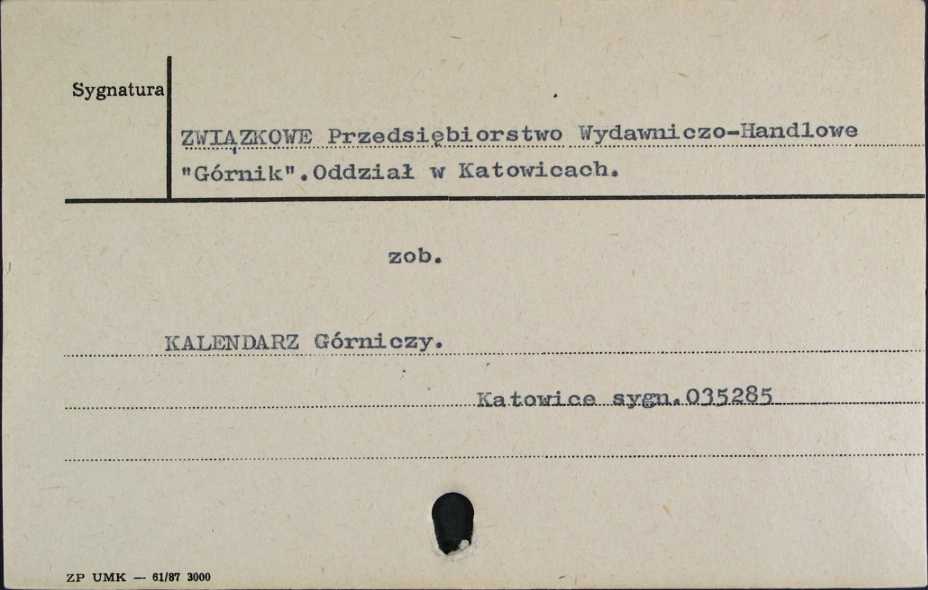 Sygnatura
ZWIĄZKOWE Przedsiębiorstwo Wydawniczo-Handlowe
"Górnik".Oddział w Katowicach.
zob.
KALENDARZ Górniczy.
Katowice sygn.035285
ZP UMK — 61/87 3000